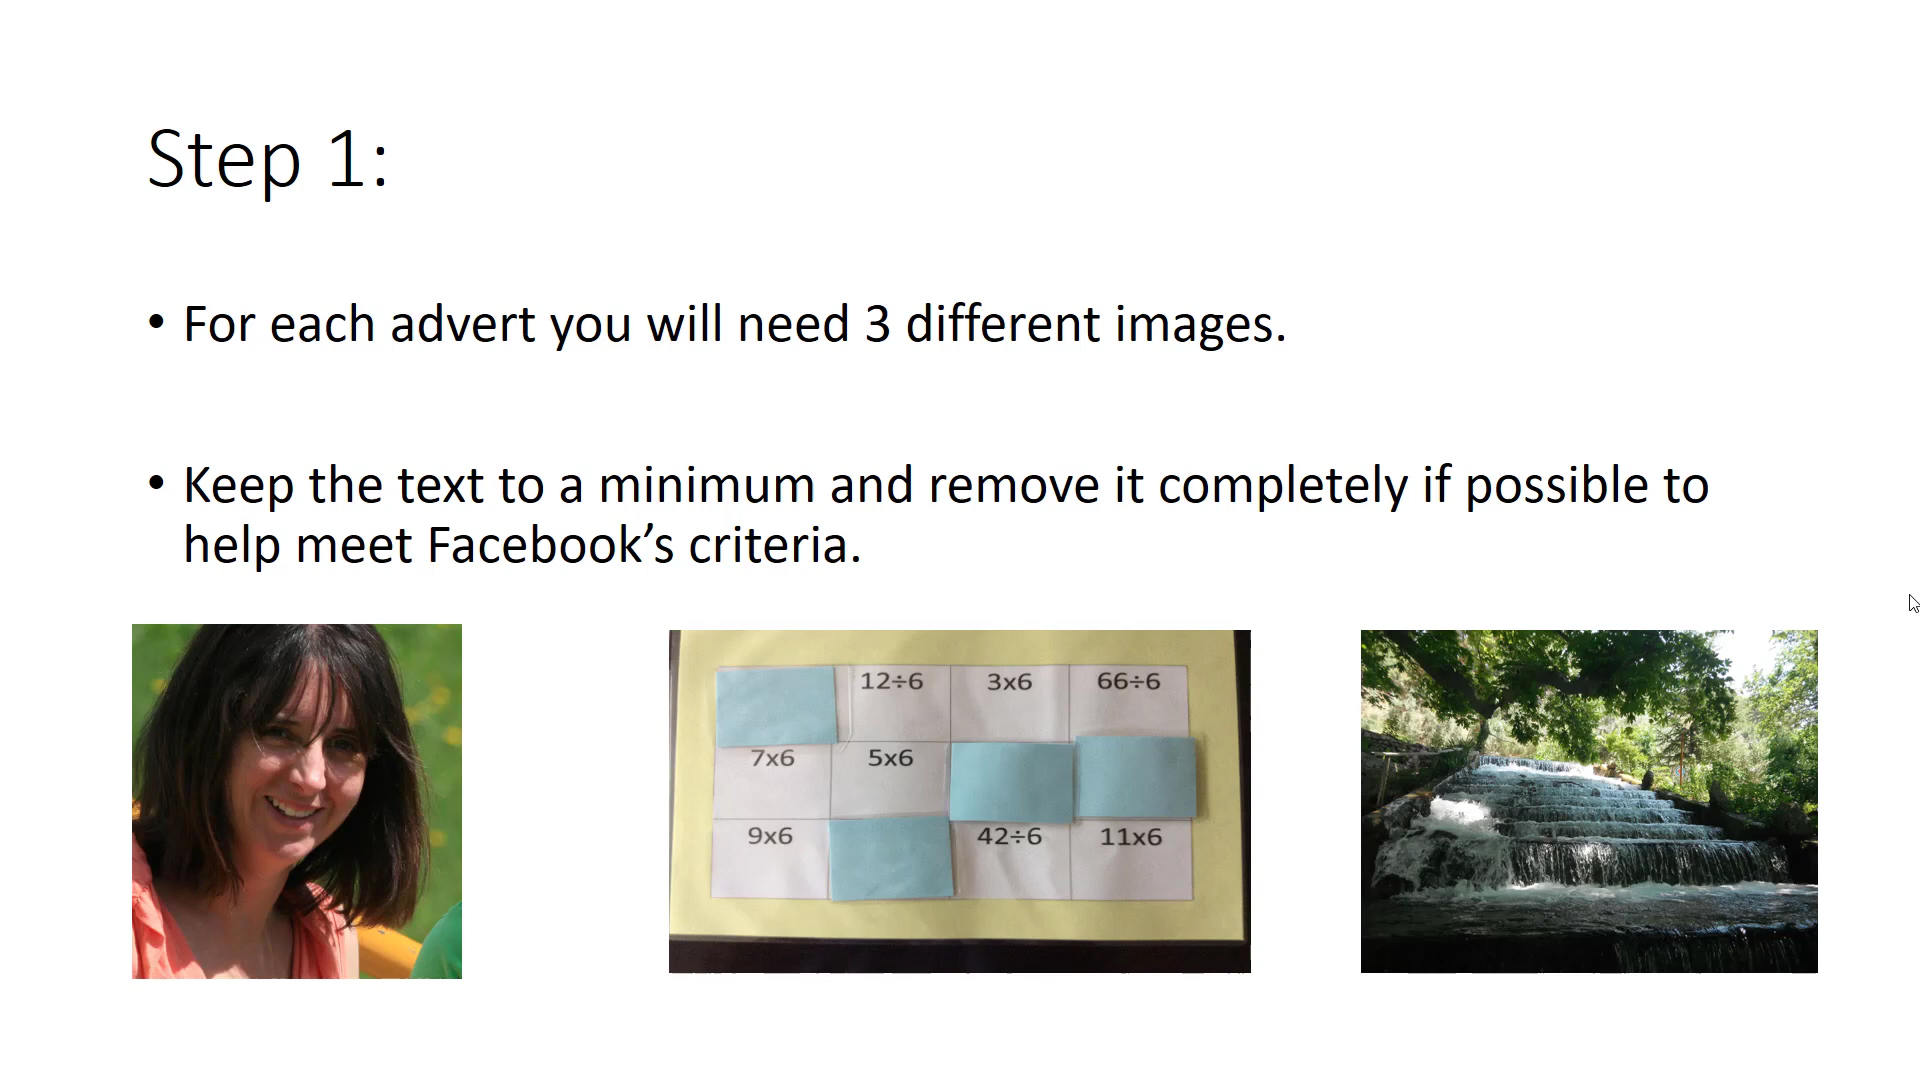 Step 1:
• For each advert you will need 3 different images.
• Keep the text to a minimum and remove it completely if possible to
help meet Facebook’s criteria.
12÷6 3x6 66÷6
7x6 5x6
9x6 42÷6 11x6